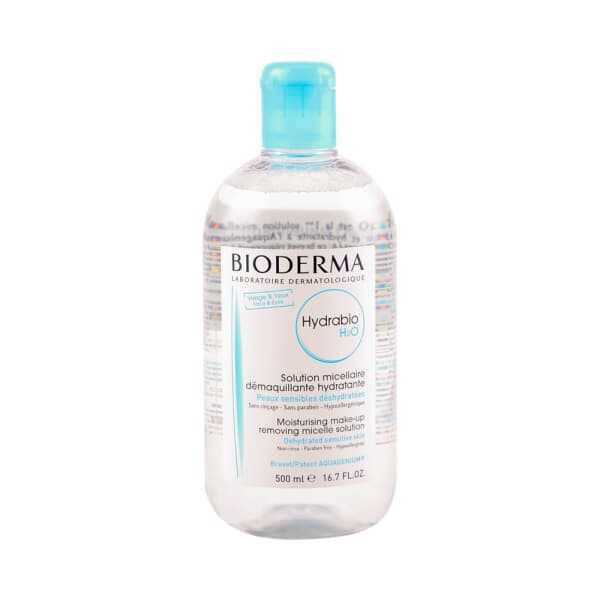 BIODERMA
LABORATOIRE DERMATOLOGIQUE
Visage & Yeux
Face & Eyes
Hydrabio
H₂O
Solution micellaire
démaquillante hydratante
Peaux sensibles déshydratées
Sans rinçage - Sans paraben - Hypoallergénique
Moisturising make-up
removing micelle solution
Dehydrated sensitive skin
Non-rinse - Paraben free - Hypoallergenic
Brevet/Patent AQUAGENIUM®
500 ml ℮ 16.7 FL.OZ.